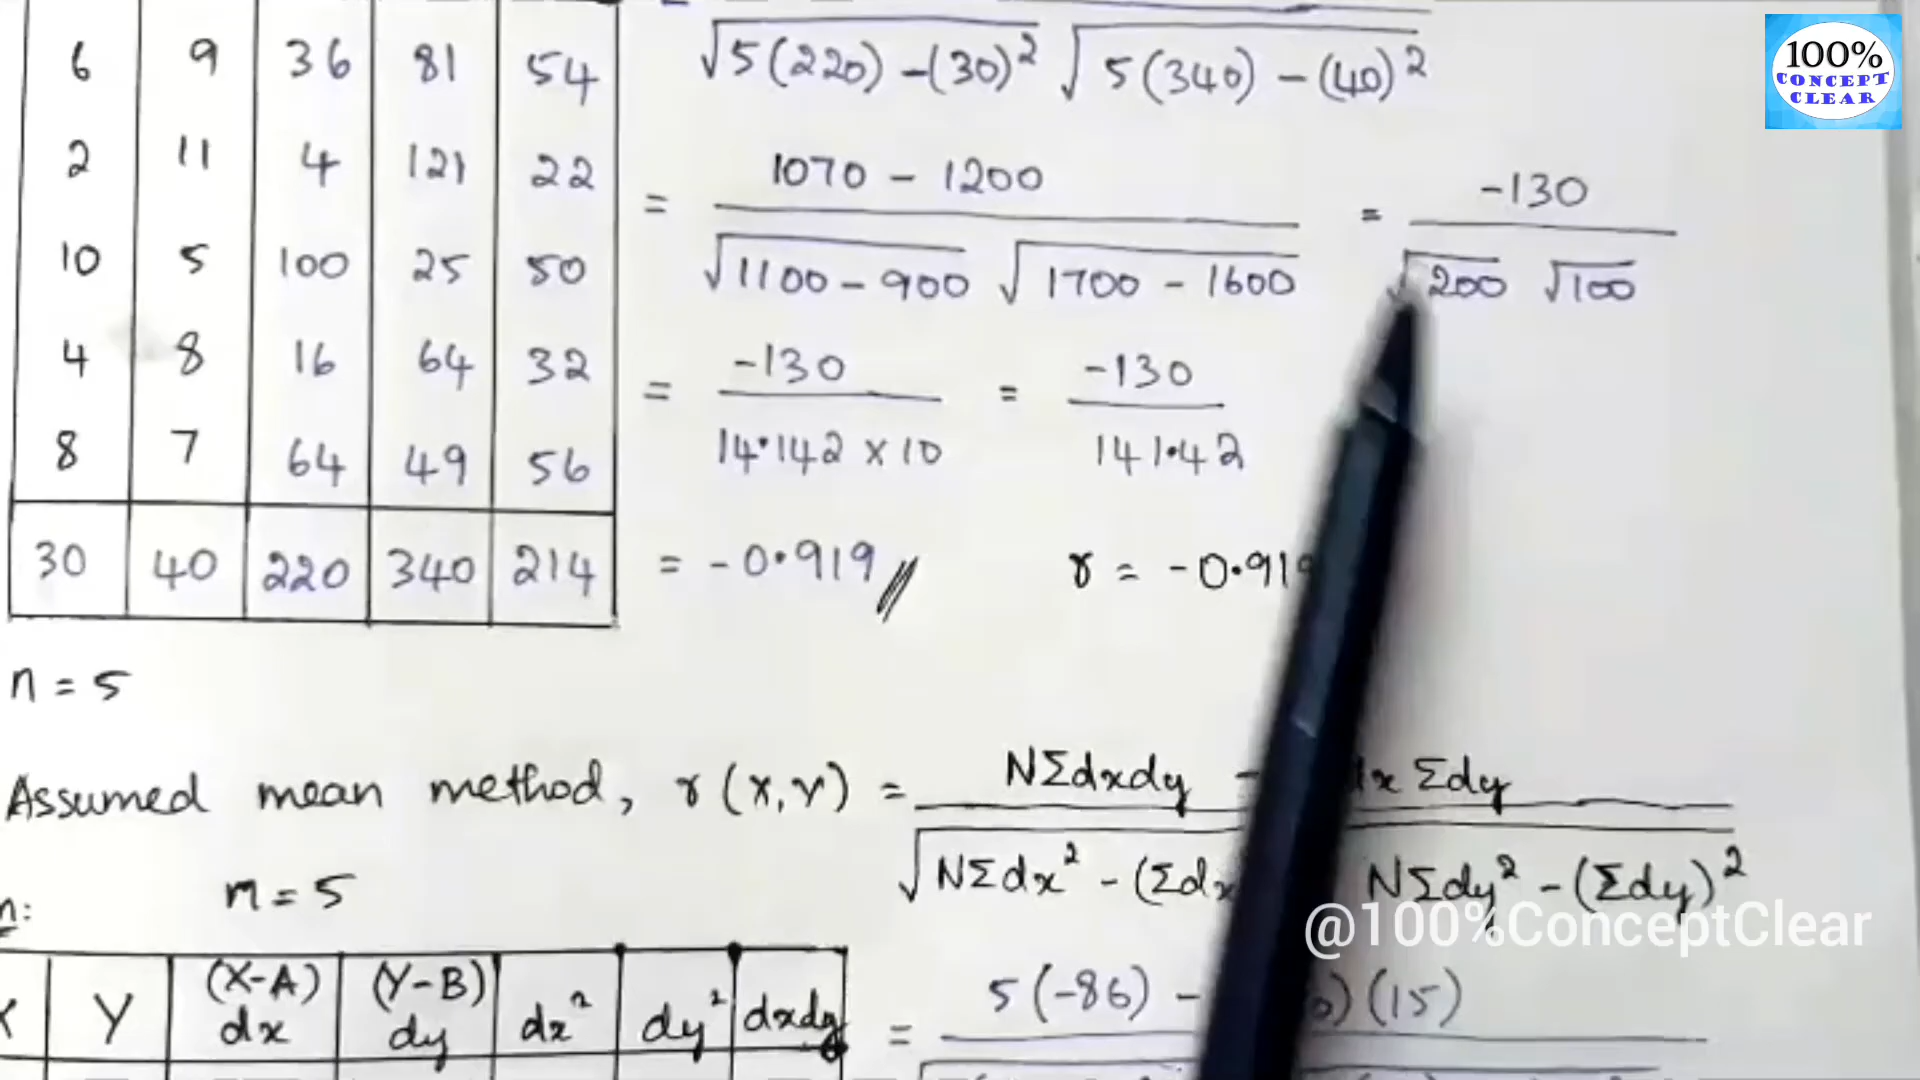 100%
CONCEPT
CLEAR
6 9 36 81 54
2 11 4 121 22
10 5 100 25 50
4 8 16 64 32
8 7 64 49 56
30 40 220 340 214
√5(220) -(30)² √5(340) - (40)²
= 1070 - 1200 = -130
√1100 - 900 √1700 - 1600 √200 √100
= -130 = -130
14.142 x 10 141.42
= -0.919 r = -0.919
n = 5
Assumed mean method, r(X,Y) = NΣdxdy - dx Σdy
√NΣdx² - (Σdx NΣdy² - (Σdy)²
n: n = 5
@100%ConceptClear
Y (X-A) dx (Y-B) dy dx² dy² dxdy
= 5(-86) - )(15)